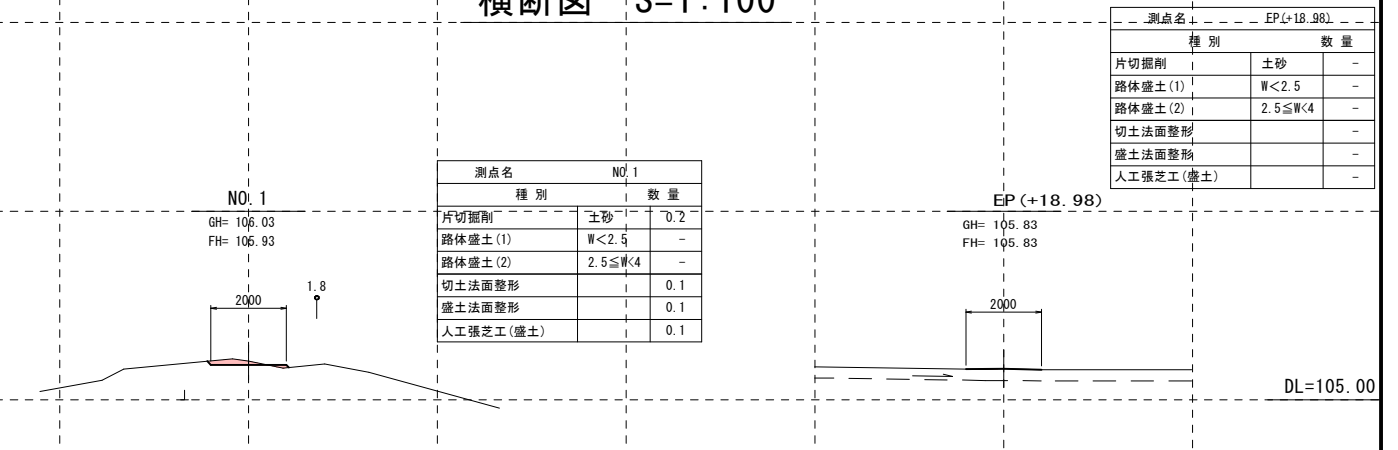 横断図 S=1:100
測点名 EP(+18.98)
種 別 数 量
片切掘削 土砂 -
路体盛土(1) W<2.5 -
路体盛土(2) 2.5≦W<4 -
切土法面整形 -
盛土法面整形 -
人工張芝工(盛土) -
測点名 NO.1
種 別 数 量
片切掘削 土砂 0.2
路体盛土(1) W<2.5 -
路体盛土(2) 2.5≦W<4 -
切土法面整形 0.1
盛土法面整形 0.1
人工張芝工(盛土) 0.1
NO.1
GH= 106.03
FH= 105.93
1.8
2000
EP(+18.98)
GH= 105.83
FH= 105.83
2000
DL=105.00